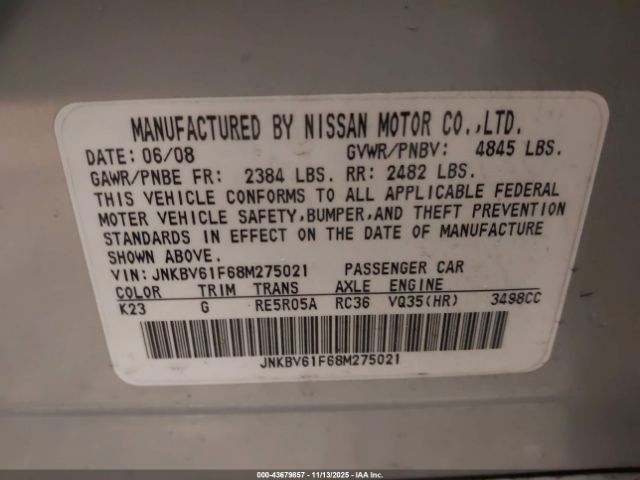 MANUFACTURED BY NISSAN MOTOR CO.,LTD.
DATE: 06/08 GVWR/PNBV: 4845 LBS.
GAWR/PNBE FR: 2384 LBS. RR: 2482 LBS.
THIS VEHICLE CONFORMS TO ALL APPLICABLE FEDERAL
MOTER VEHICLE SAFETY,BUMPER,AND THEFT PREVENTION
STANDARDS IN EFFECT ON THE DATE OF MANUFACTURE
SHOWN ABOVE.
VIN: JNKBV61F68M275021 PASSENGER CAR
COLOR TRIM TRANS AXLE ENGINE
K23 G RE5R05A RC36 VQ35(HR) 3498CC
JNKBV61F68M275021
000-43679857 - 11/13/2025 - IAA Inc.